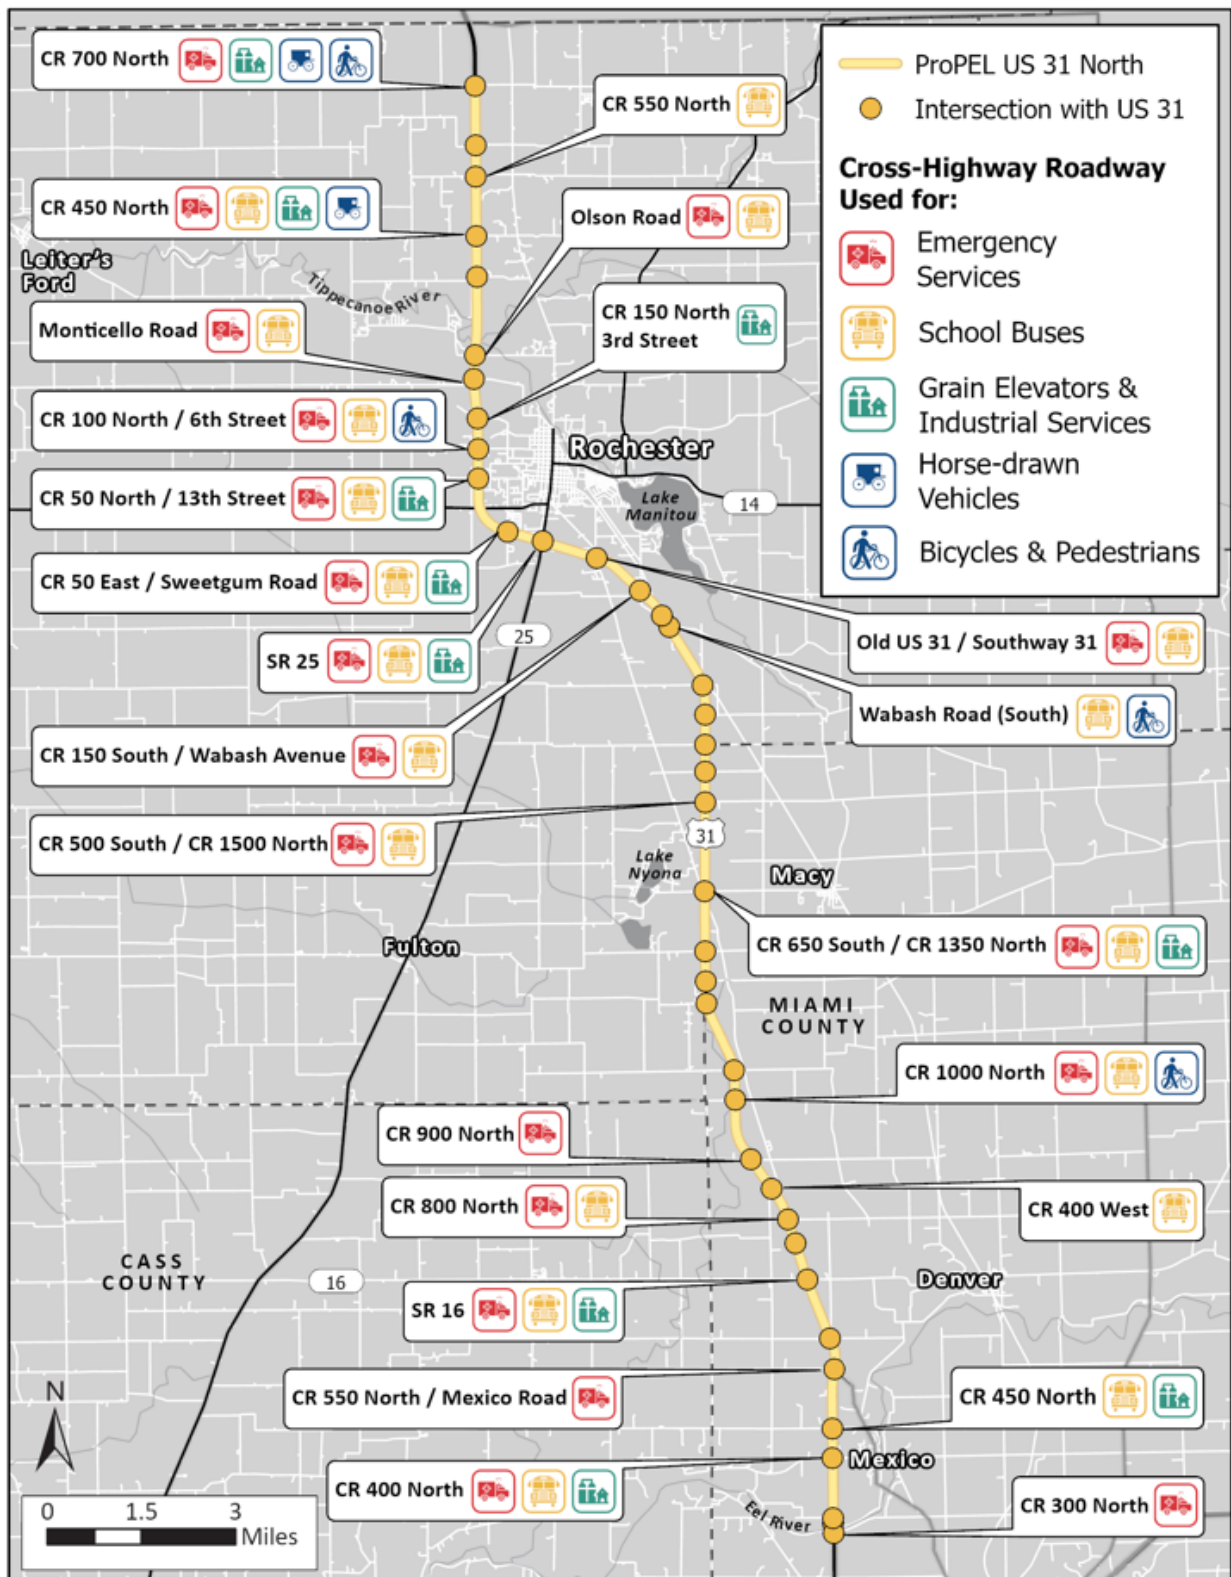 CR 700 North
CR 550 North
CR 450 North
Olson Road
Leiter's
Ford
Tippecanoe River
Monticello Road
CR 150 North
3rd Street
CR 100 North / 6th Street
Rochester
CR 50 North / 13th Street
Lake
Manitou
14
CR 50 East / Sweetgum Road
25
SR 25
Old US 31 / Southway 31
Wabash Road (South)
CR 150 South / Wabash Avenue
CR 500 South / CR 1500 North
31
Lake
Nyona
Macy
CR 650 South / CR 1350 North
Fulton
MIAMI
COUNTY
CR 1000 North
CR 900 North
CR 800 North
CR 400 West
CASS
COUNTY
16
Denver
SR 16
CR 550 North / Mexico Road
CR 450 North
Mexico
CR 400 North
Eel River
CR 300 North
N
0 1.5 3
Miles
ProPEL US 31 North
Intersection with US 31
Cross-Highway Roadway
Used for:
Emergency
Services
School Buses
Grain Elevators &
Industrial Services
Horse-drawn
Vehicles
Bicycles & Pedestrians